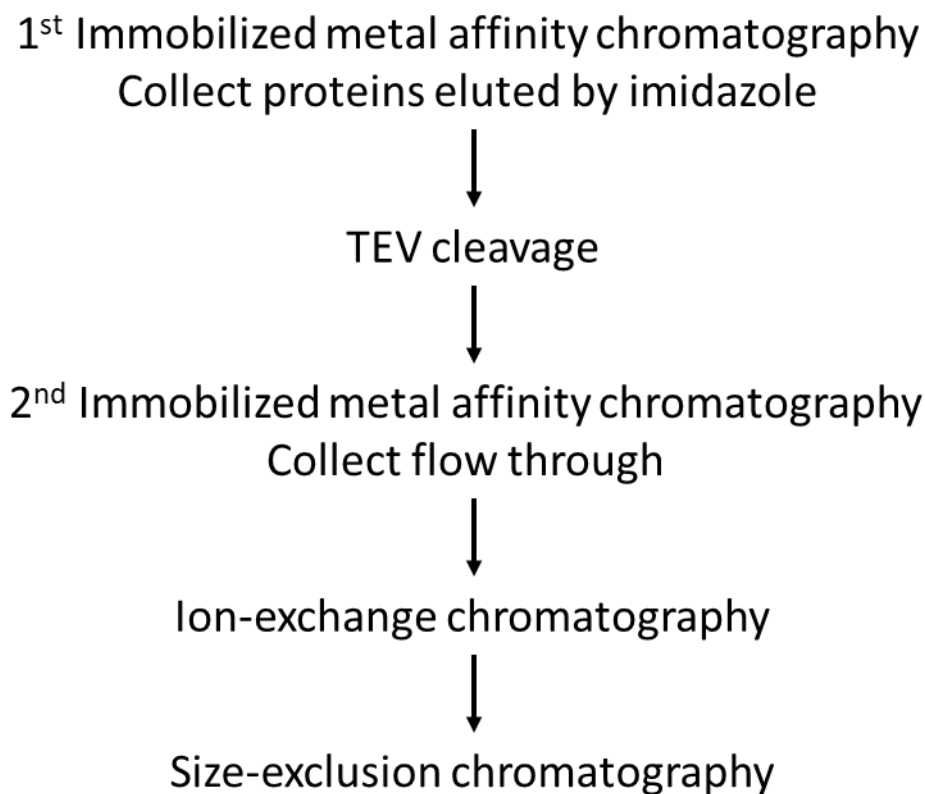 1st Immobilized metal affinity chromatography
Collect proteins eluted by imidazole
TEV cleavage
2nd Immobilized metal affinity chromatography
Collect flow through
Ion-exchange chromatography
Size-exclusion chromatography